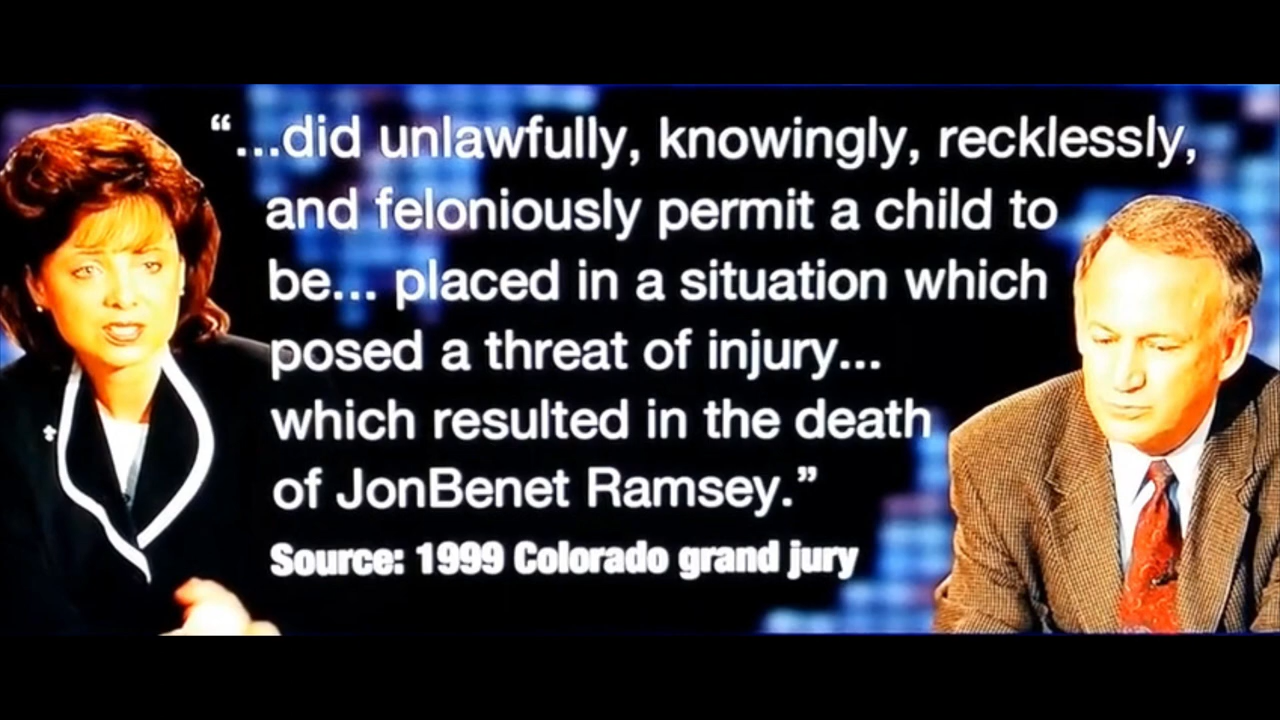 “...did unlawfully, knowingly, recklessly,
and feloniously permit a child to
be... placed in a situation which
posed a threat of injury...
which resulted in the death
of JonBenet Ramsey.”
Source: 1999 Colorado grand jury